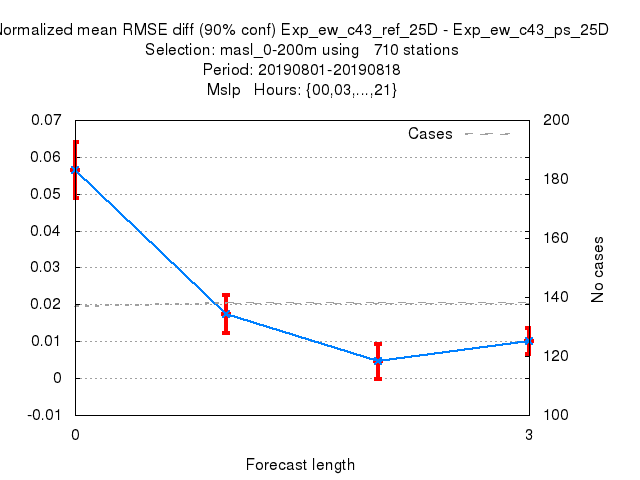 Normalized mean RMSE diff (90% conf) Exp_ew_c43_ref_25D - Exp_ew_c43_ps_25D
Selection: masl_0-200m using 710 stations
Period: 20190801-20190818
Mslp Hours: {00,03,...,21}
Cases
0.07
0.06
0.05
0.04
0.03
0.02
0.01
0
-0.01
200
180
160
140
120
100
No cases
0
3
Forecast length